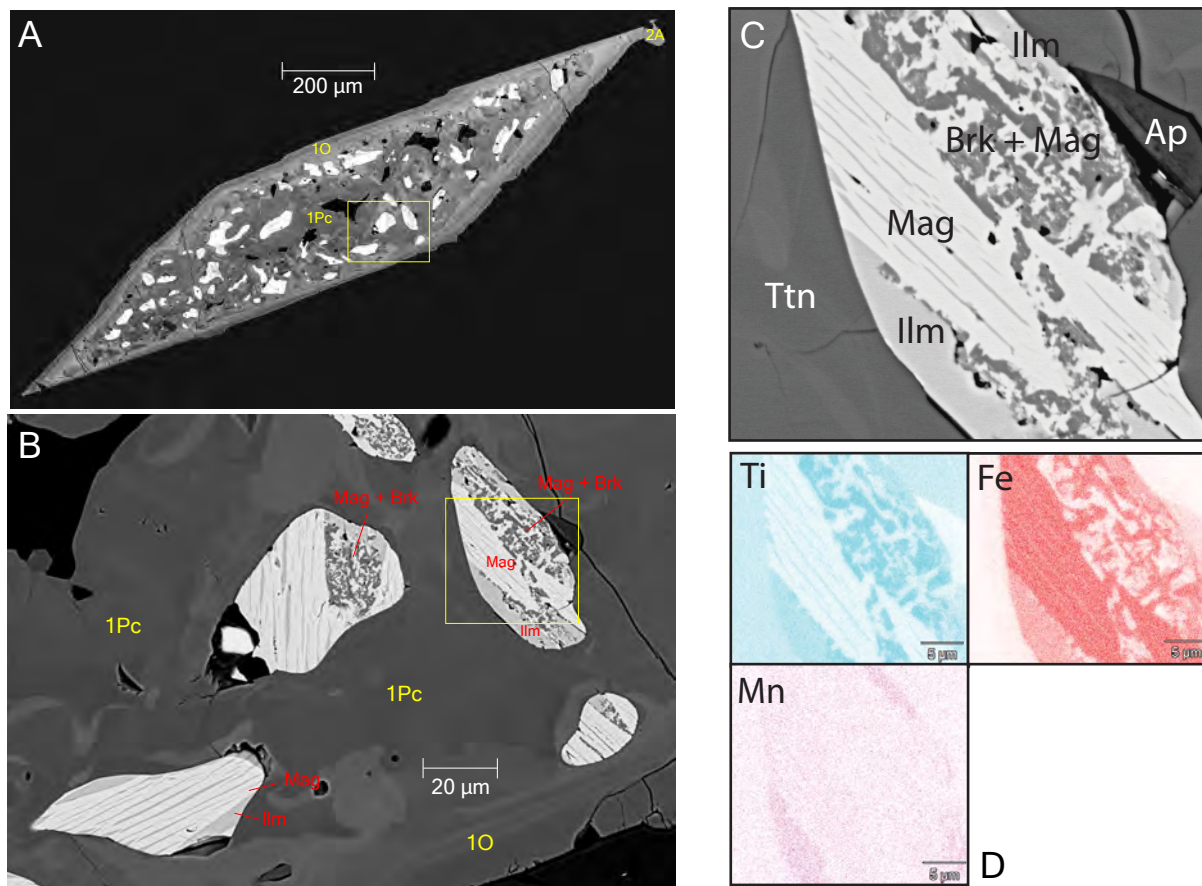 A
2A
200 µm
1O
1Pc
B
Mag + Brk
Mag + Brk
Mag
Ilm
1Pc
1Pc
Mag
Ilm
20 µm
1O
C
Ilm
Brk + Mag
Ap
Mag
Ttn
Ilm
Ti
5 µm
Fe
5 µm
Mn
5 µm
D